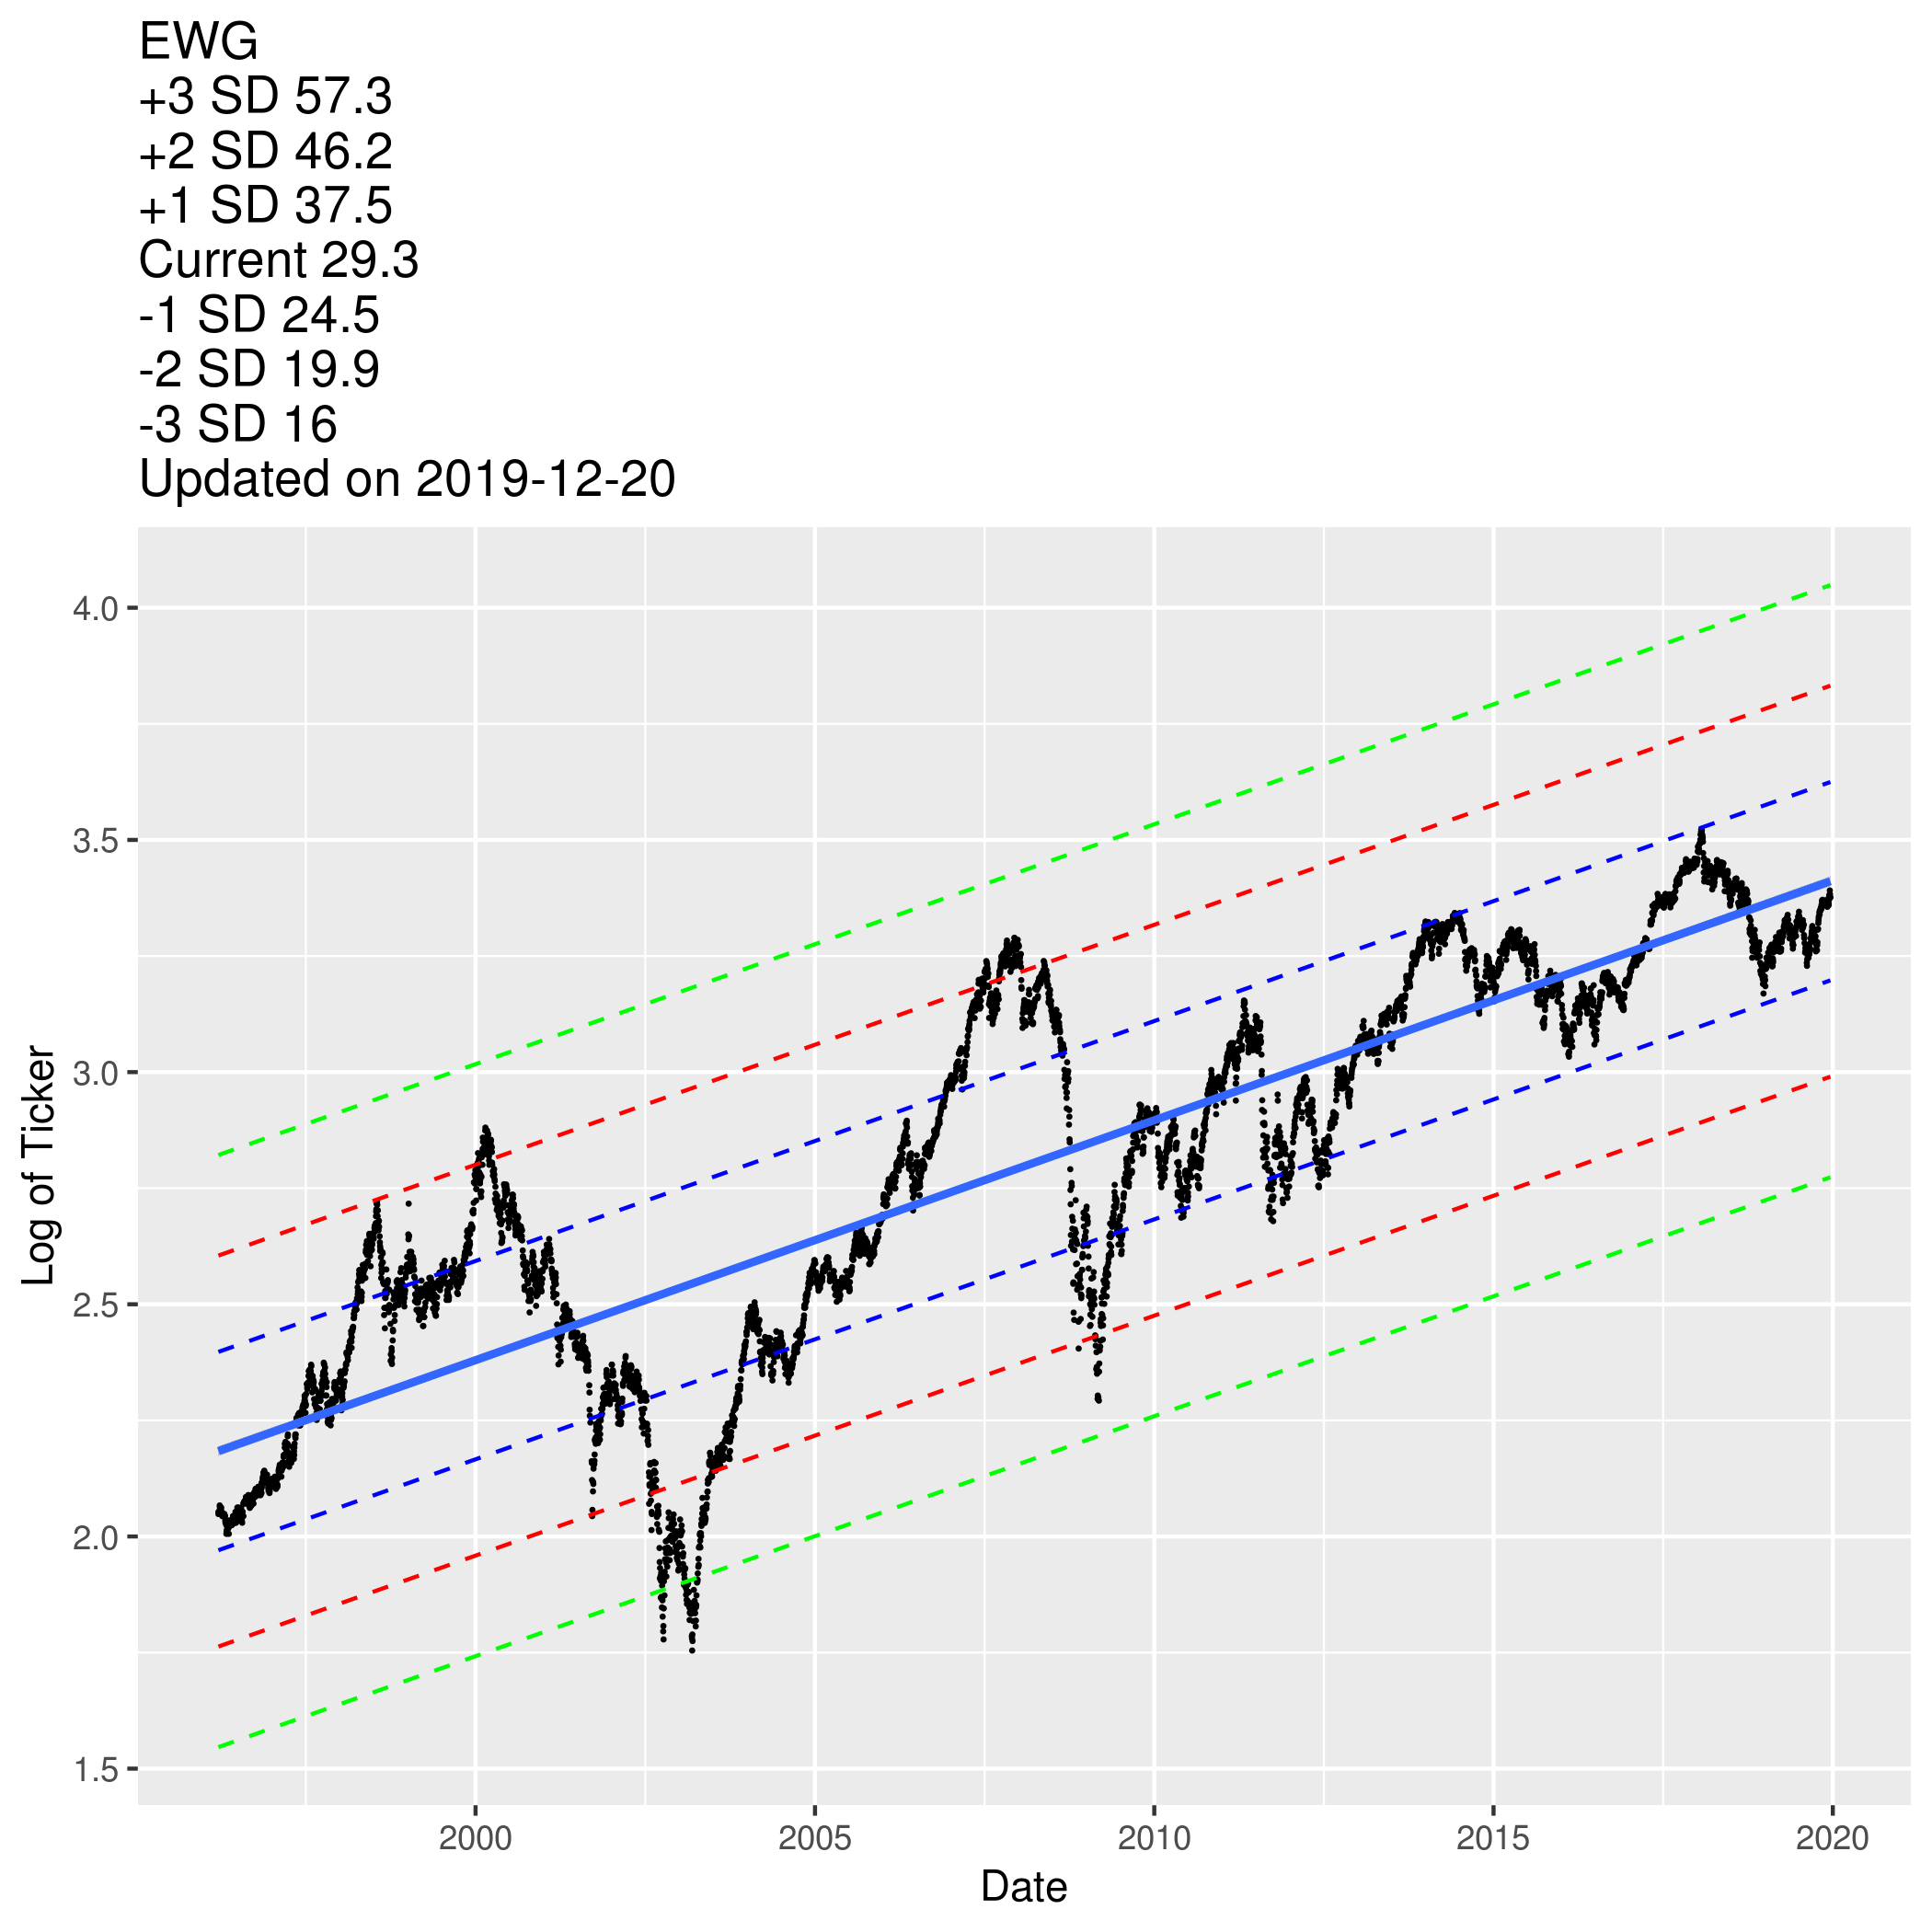 EWG
+3 SD 57.3
+2 SD 46.2
+1 SD 37.5
Current 29.3
-1 SD 24.5
-2 SD 19.9
-3 SD 16
Updated on 2019-12-20
4.0
3.5
3.0
2.5
2.0
1.5
Log of Ticker
2000
2005
2010
2015
2020
Date